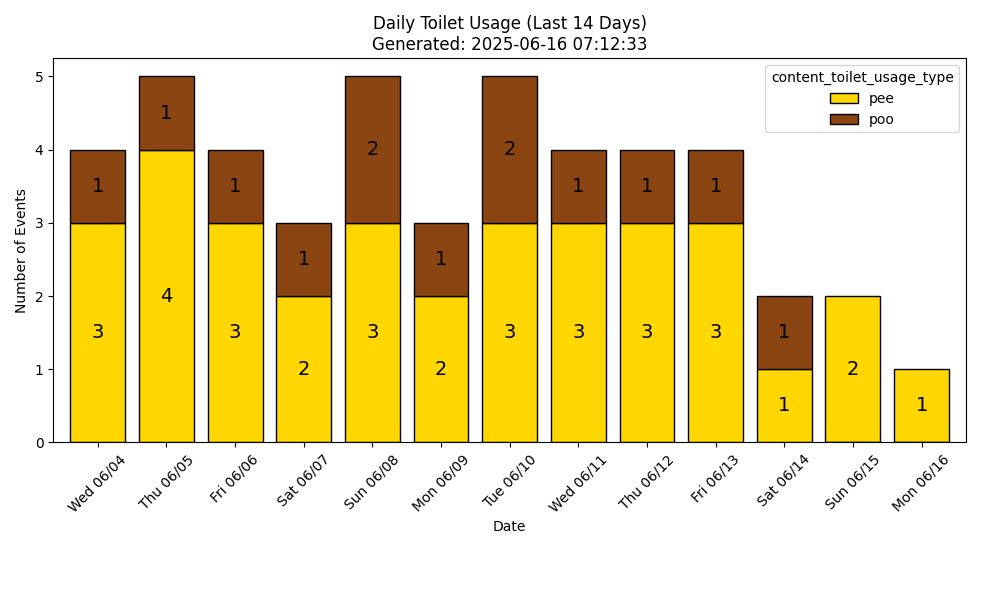 Daily Toilet Usage (Last 14 Days)
Generated: 2025-06-16 07:12:33
content_toilet_usage_type
pee
poo
Number of Events
5
4
3
2
1
0
1 1 1 1 2 1 2 1 1 1 1
3 4 3 2 3 2 3 3 3 3 1 2 1
Wed 06/04
Thu 06/05
Fri 06/06
Sat 06/07
Sun 06/08
Mon 06/09
Tue 06/10
Wed 06/11
Thu 06/12
Fri 06/13
Sat 06/14
Sun 06/15
Mon 06/16
Date